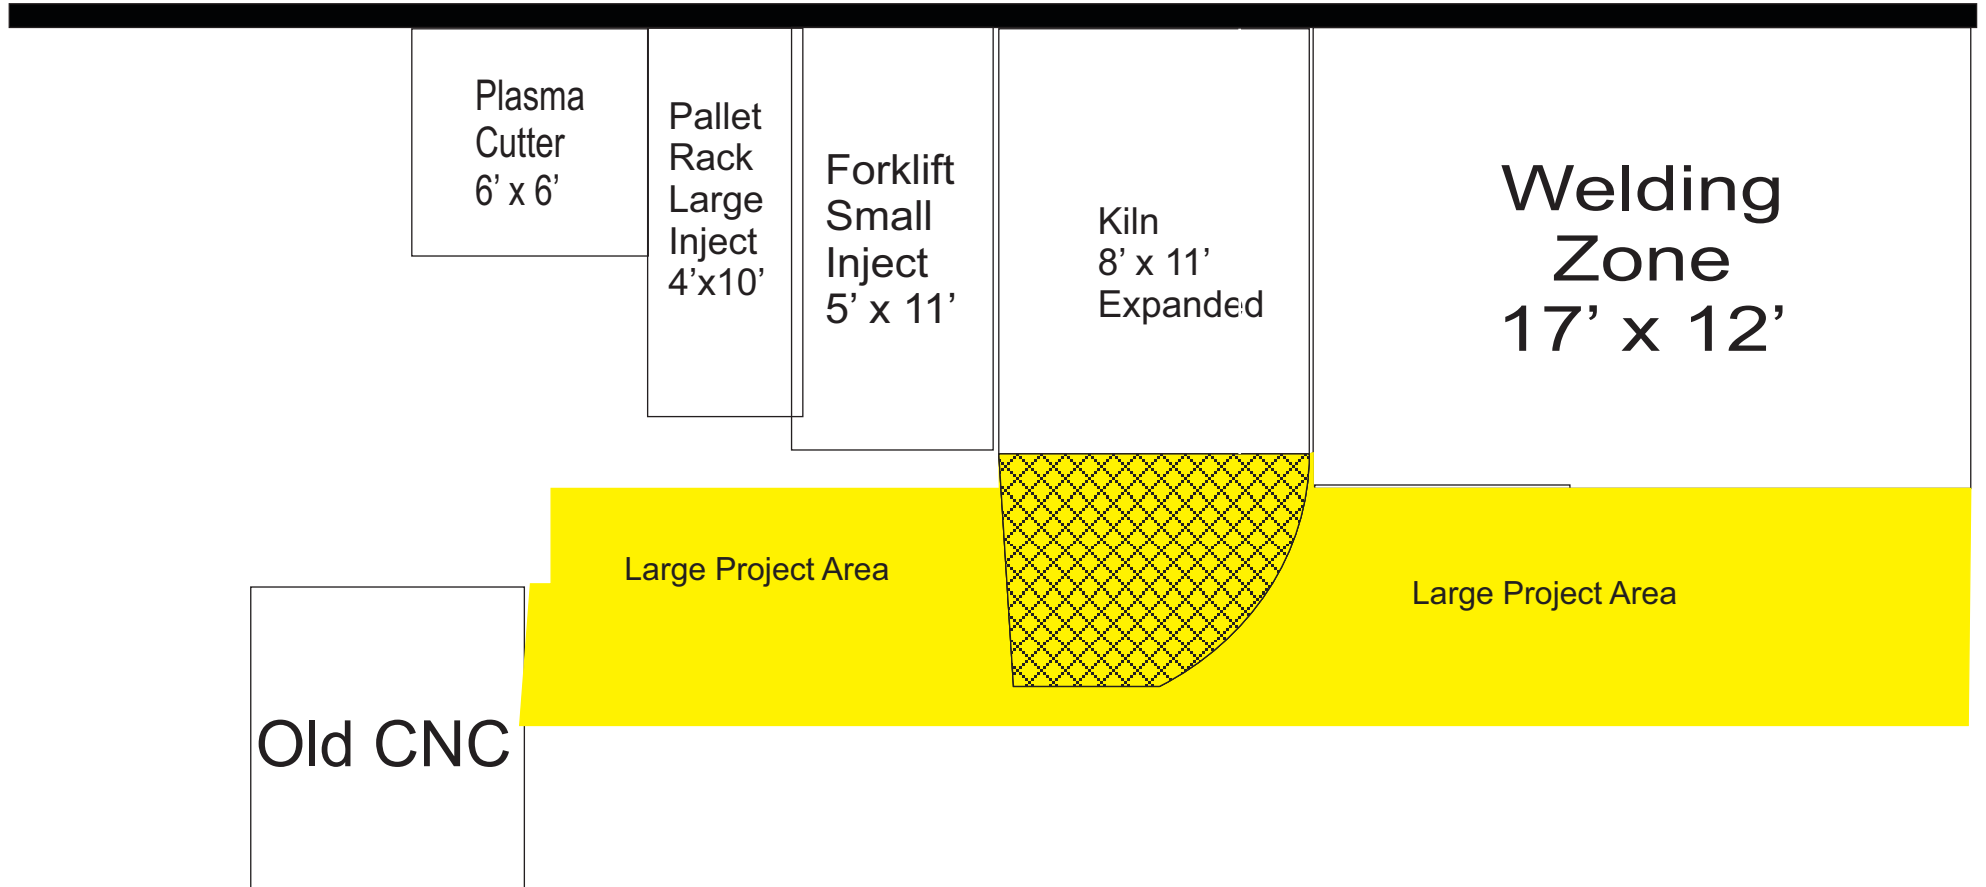 Plasma
Cutter
6’ x 6’
Pallet
Rack
Large
Inject
4’x10’
Forklift
Small
Inject
5’ x 11’
Kiln
8’ x 11’
Expanded
Welding
Zone
17’ x 12’
Large Project Area
Large Project Area
Old CNC